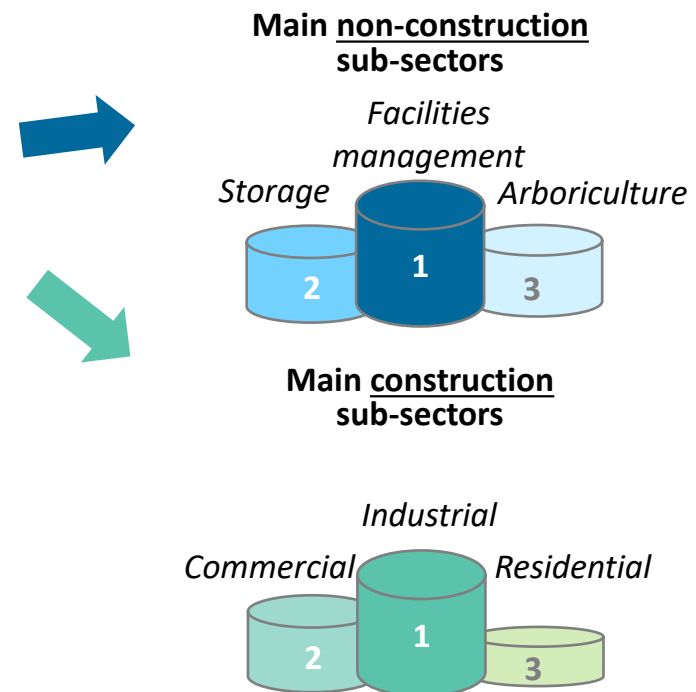 Main non-construction
sub-sectors
Facilities
management
Storage
Arboriculture
1
2
3
Main construction
sub-sectors
Industrial
Commercial
Residential
1
2
3